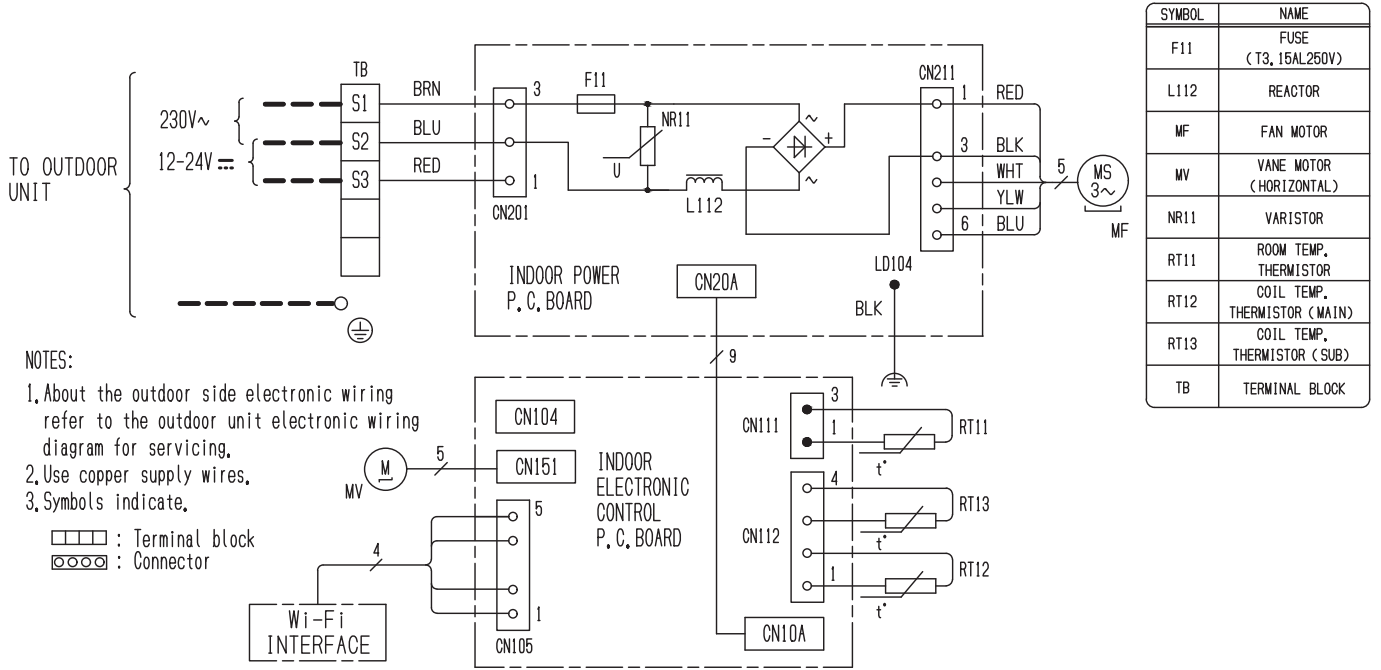 TO OUTDOOR
UNIT
230V~
12-24V
TB
S1
S2
S3
BRN
BLU
RED
3
1
CN201
F11
NR11
U
L112
~
~
-
+
CN211
1
3
6
RED
BLK
WHT
YLW
BLU
5
MS
3~
MF
INDOOR POWER
P.C.BOARD
CN20A
LD104
BLK
9
NOTES:
1.About the outdoor side electronic wiring
refer to the outdoor unit electronic wiring
diagram for servicing.
2.Use copper supply wires.
3.Symbols indicate.
: Terminal block
: Connector
CN104
CN151
5
M
MV
INDOOR
ELECTRONIC
CONTROL
P.C.BOARD
5
1
CN105
4
Wi-Fi
INTERFACE
CN111
3
1
RT11
t°
CN112
4
1
RT13
t°
RT12
t°
CN10A
SYMBOL NAME
F11 FUSE
(T3.15AL250V)
L112 REACTOR
MF FAN MOTOR
MV VANE MOTOR
(HORIZONTAL)
NR11 VARISTOR
RT11 ROOM TEMP.
THERMISTOR
RT12 COIL TEMP.
THERMISTOR (MAIN)
RT13 COIL TEMP.
THERMISTOR (SUB)
TB TERMINAL BLOCK